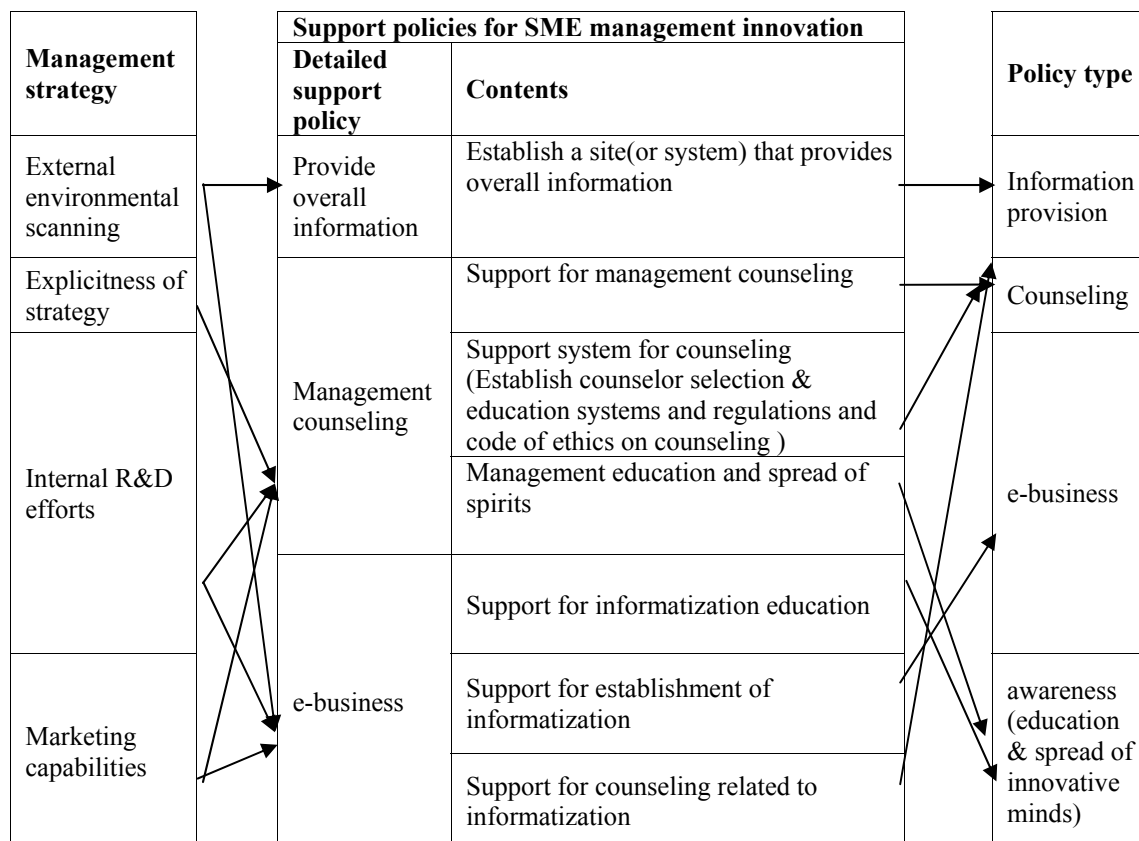 Management
strategy
Support policies for SME management innovation
Detailed
support
policy
Contents
Policy type
External
environmental
scanning
Provide
overall
information
Establish a site(or system) that provides
overall information
Information
provision
Explicitness of
strategy
Management
counseling
Support for management counseling
Counseling
Internal R&D
efforts
Support system for counseling
(Establish counselor selection &
education systems and regulations and
code of ethics on counseling )
Management education and spread of
spirits
e-business
e-business
Support for informatization education
Marketing
capabilities
Support for establishment of
informatization
Support for counseling related to
informatization
awareness
(education
& spread of
innovative
minds)